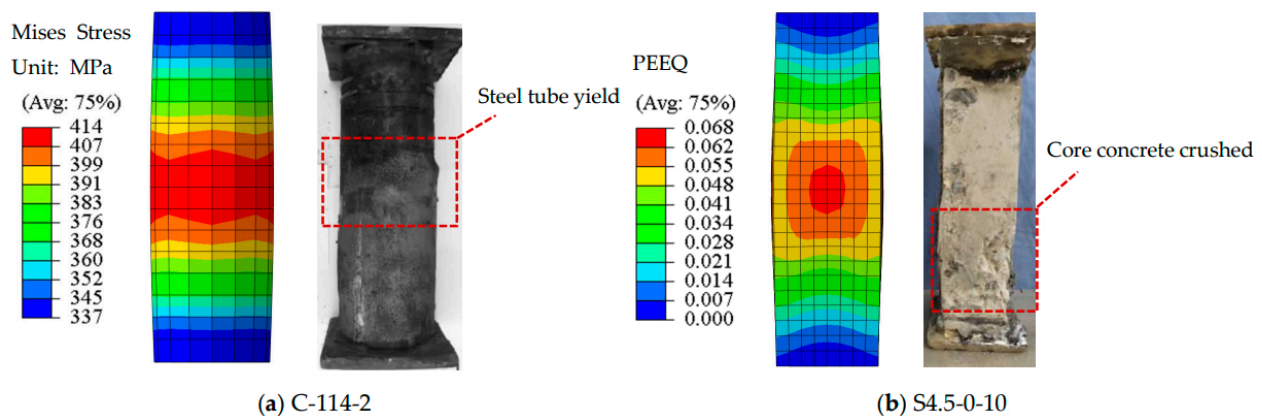 Mises Stress
Unit: MPa
(Avg: 75%)
414
407
399
391
383
376
368
360
352
345
337
Steel tube yield
(a) C-114-2
PEEQ
(Avg: 75%)
0.068
0.062
0.055
0.048
0.041
0.034
0.028
0.021
0.014
0.007
0.000
Core concrete crushed
(b) S4.5-0-10